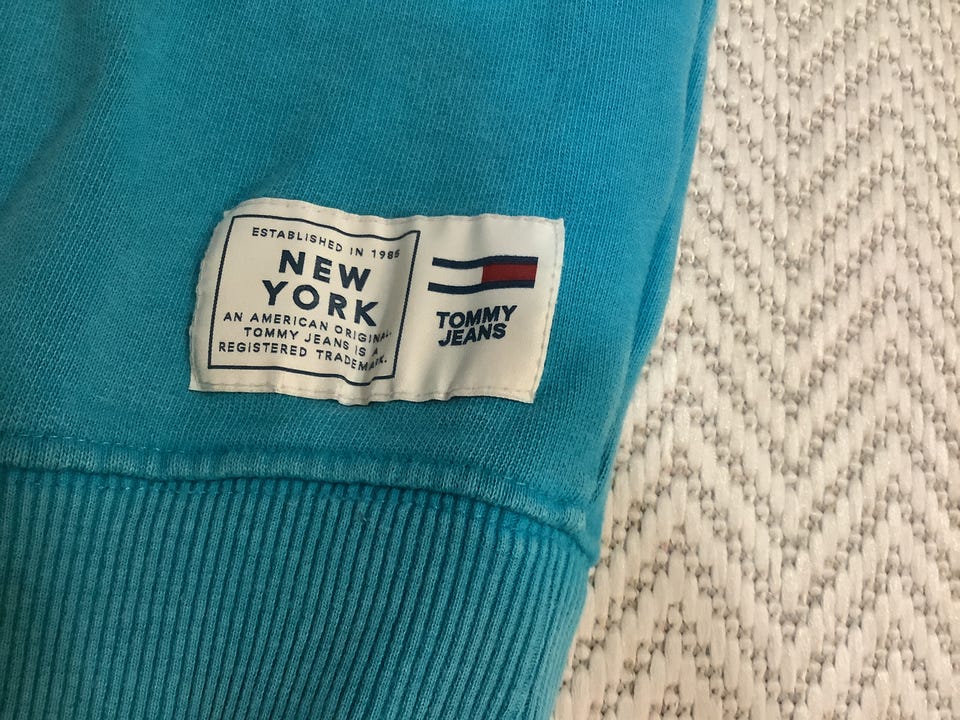 ESTABLISHED IN 1985
NEW
YORK
AN AMERICAN ORIGINAL.
TOMMY JEANS IS A
REGISTERED TRADEMARK.
TOMMY
JEANS